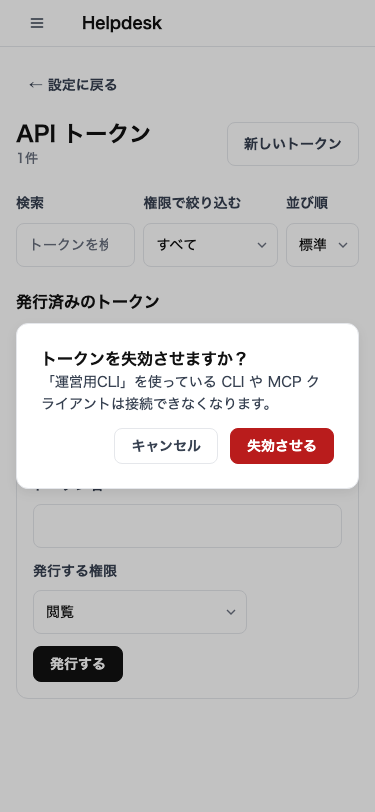 Helpdesk
← 設定に戻る
API トークン
1件
新しいトークン
検索
権限で絞り込む
並び順
トークンを検
すべて
標準
発行済みのトークン
トークンを失効させますか？
「運営用CLI」を使っている CLI や MCP ク
ライアントは接続できなくなります。
キャンセル
失効させる
発行する権限
閲覧
発行する